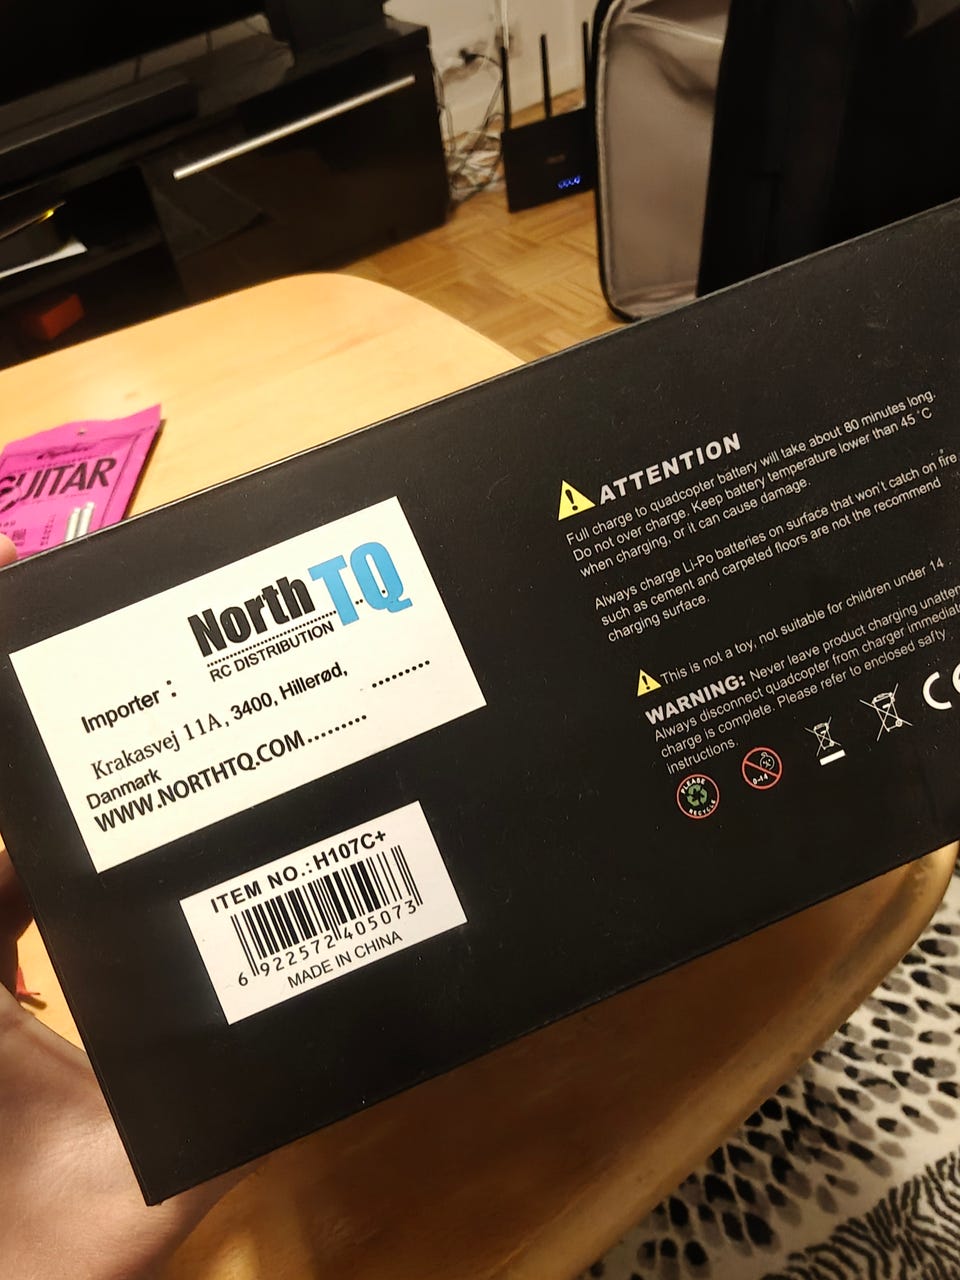 GUITAR
North TQ
RC DISTRIBUTION
Importer :
Krakasvej 11A, 3400, Hillerød,
Danmark
WWW.NORTHTQ.COM
ITEM NO.:H107C+
6 922572 405073
MADE IN CHINA
ATTENTION
Full charge to quadcopter battery will take about 80 minutes long.
Do not over charge. Keep battery temperature lower than 45°C
when charging, or it can cause damage.
Always charge Li-Po batteries on surface that won't catch on fire
such as cement and carpeted floors are not the recommend
charging surface.
This is not a toy, not suitable for children under 14 .
WARNING: Never leave product charging
Always disconnect quadcopter from charger
charge is complete. Please refer to enclosed safty
instructions.
PLEASE
RECYCLE
0-14
CE